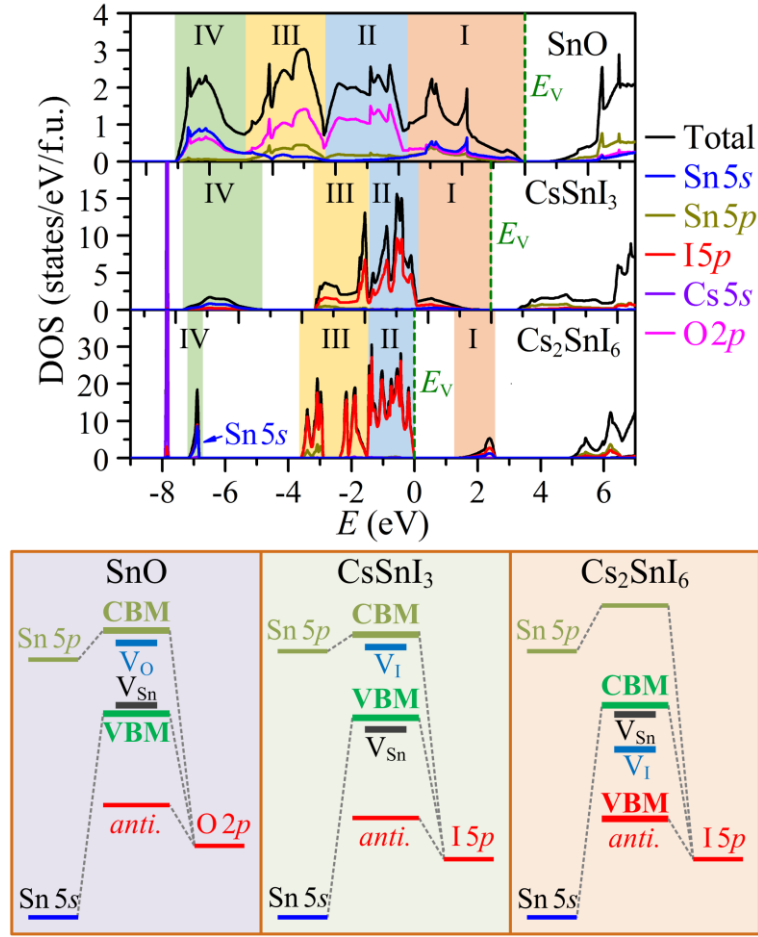 IV III II I SnO
4
3
2
1
0
E_V
Total
Sn 5s
Sn 5p
I 5p
Cs 5s
O 2p
DOS (states/eV/f.u.)
IV III II I CsSnI₃
15
10
5
0
E_V
IV III II I Cs₂SnI₆
30
20
10
0
E_V
Sn 5s
-8 -6 -4 -2 0 2 4 6
E (eV)
SnO
CBM
Sn 5p
V_O
V_Sn
VBM
anti.
O 2p
Sn 5s
CsSnI₃
CBM
Sn 5p
V_I
VBM
V_Sn
anti.
I 5p
Sn 5s
Cs₂SnI₆
Sn 5p
CBM
V_Sn
V_I
VBM
anti.
I 5p
Sn 5s